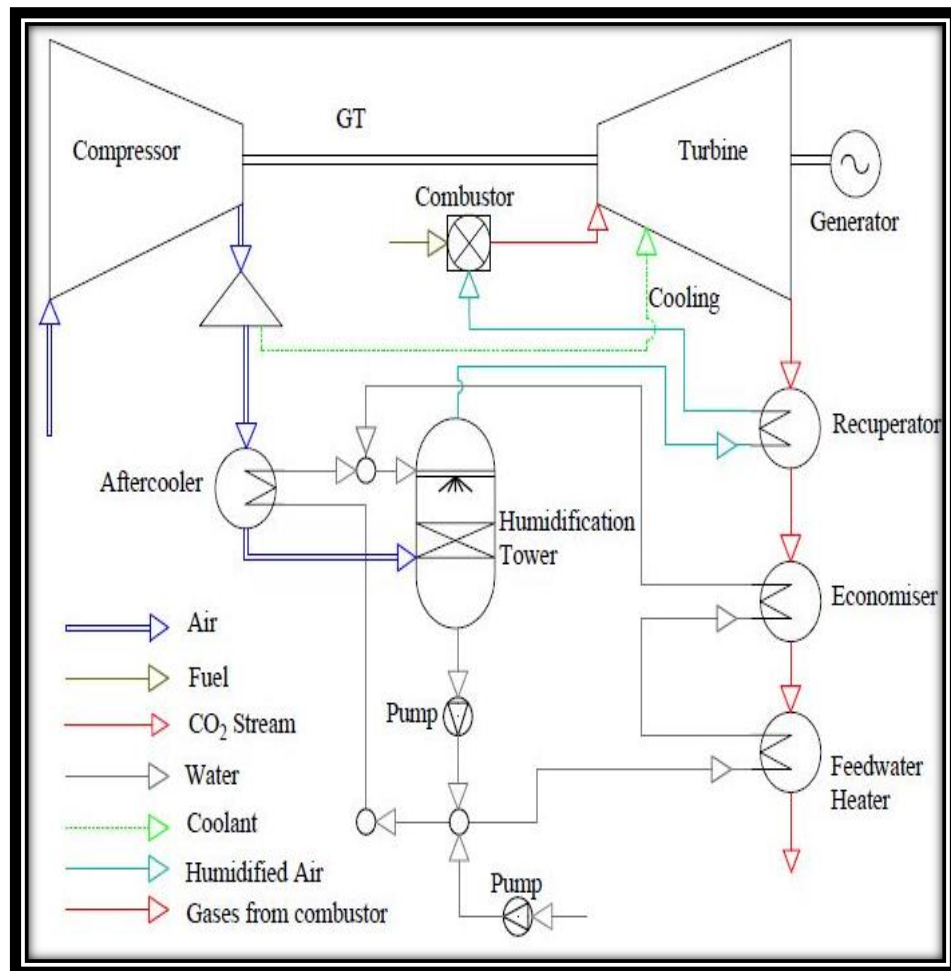 GT
Compressor
Turbine
Combustor
Generator
Cooling
Recuperator
Aftercooler
Humidification
Tower
Economiser
Air
Fuel
CO₂ Stream
Pump
Water
Feedwater
Heater
Coolant
Humidified Air
Pump
Gases from combustor